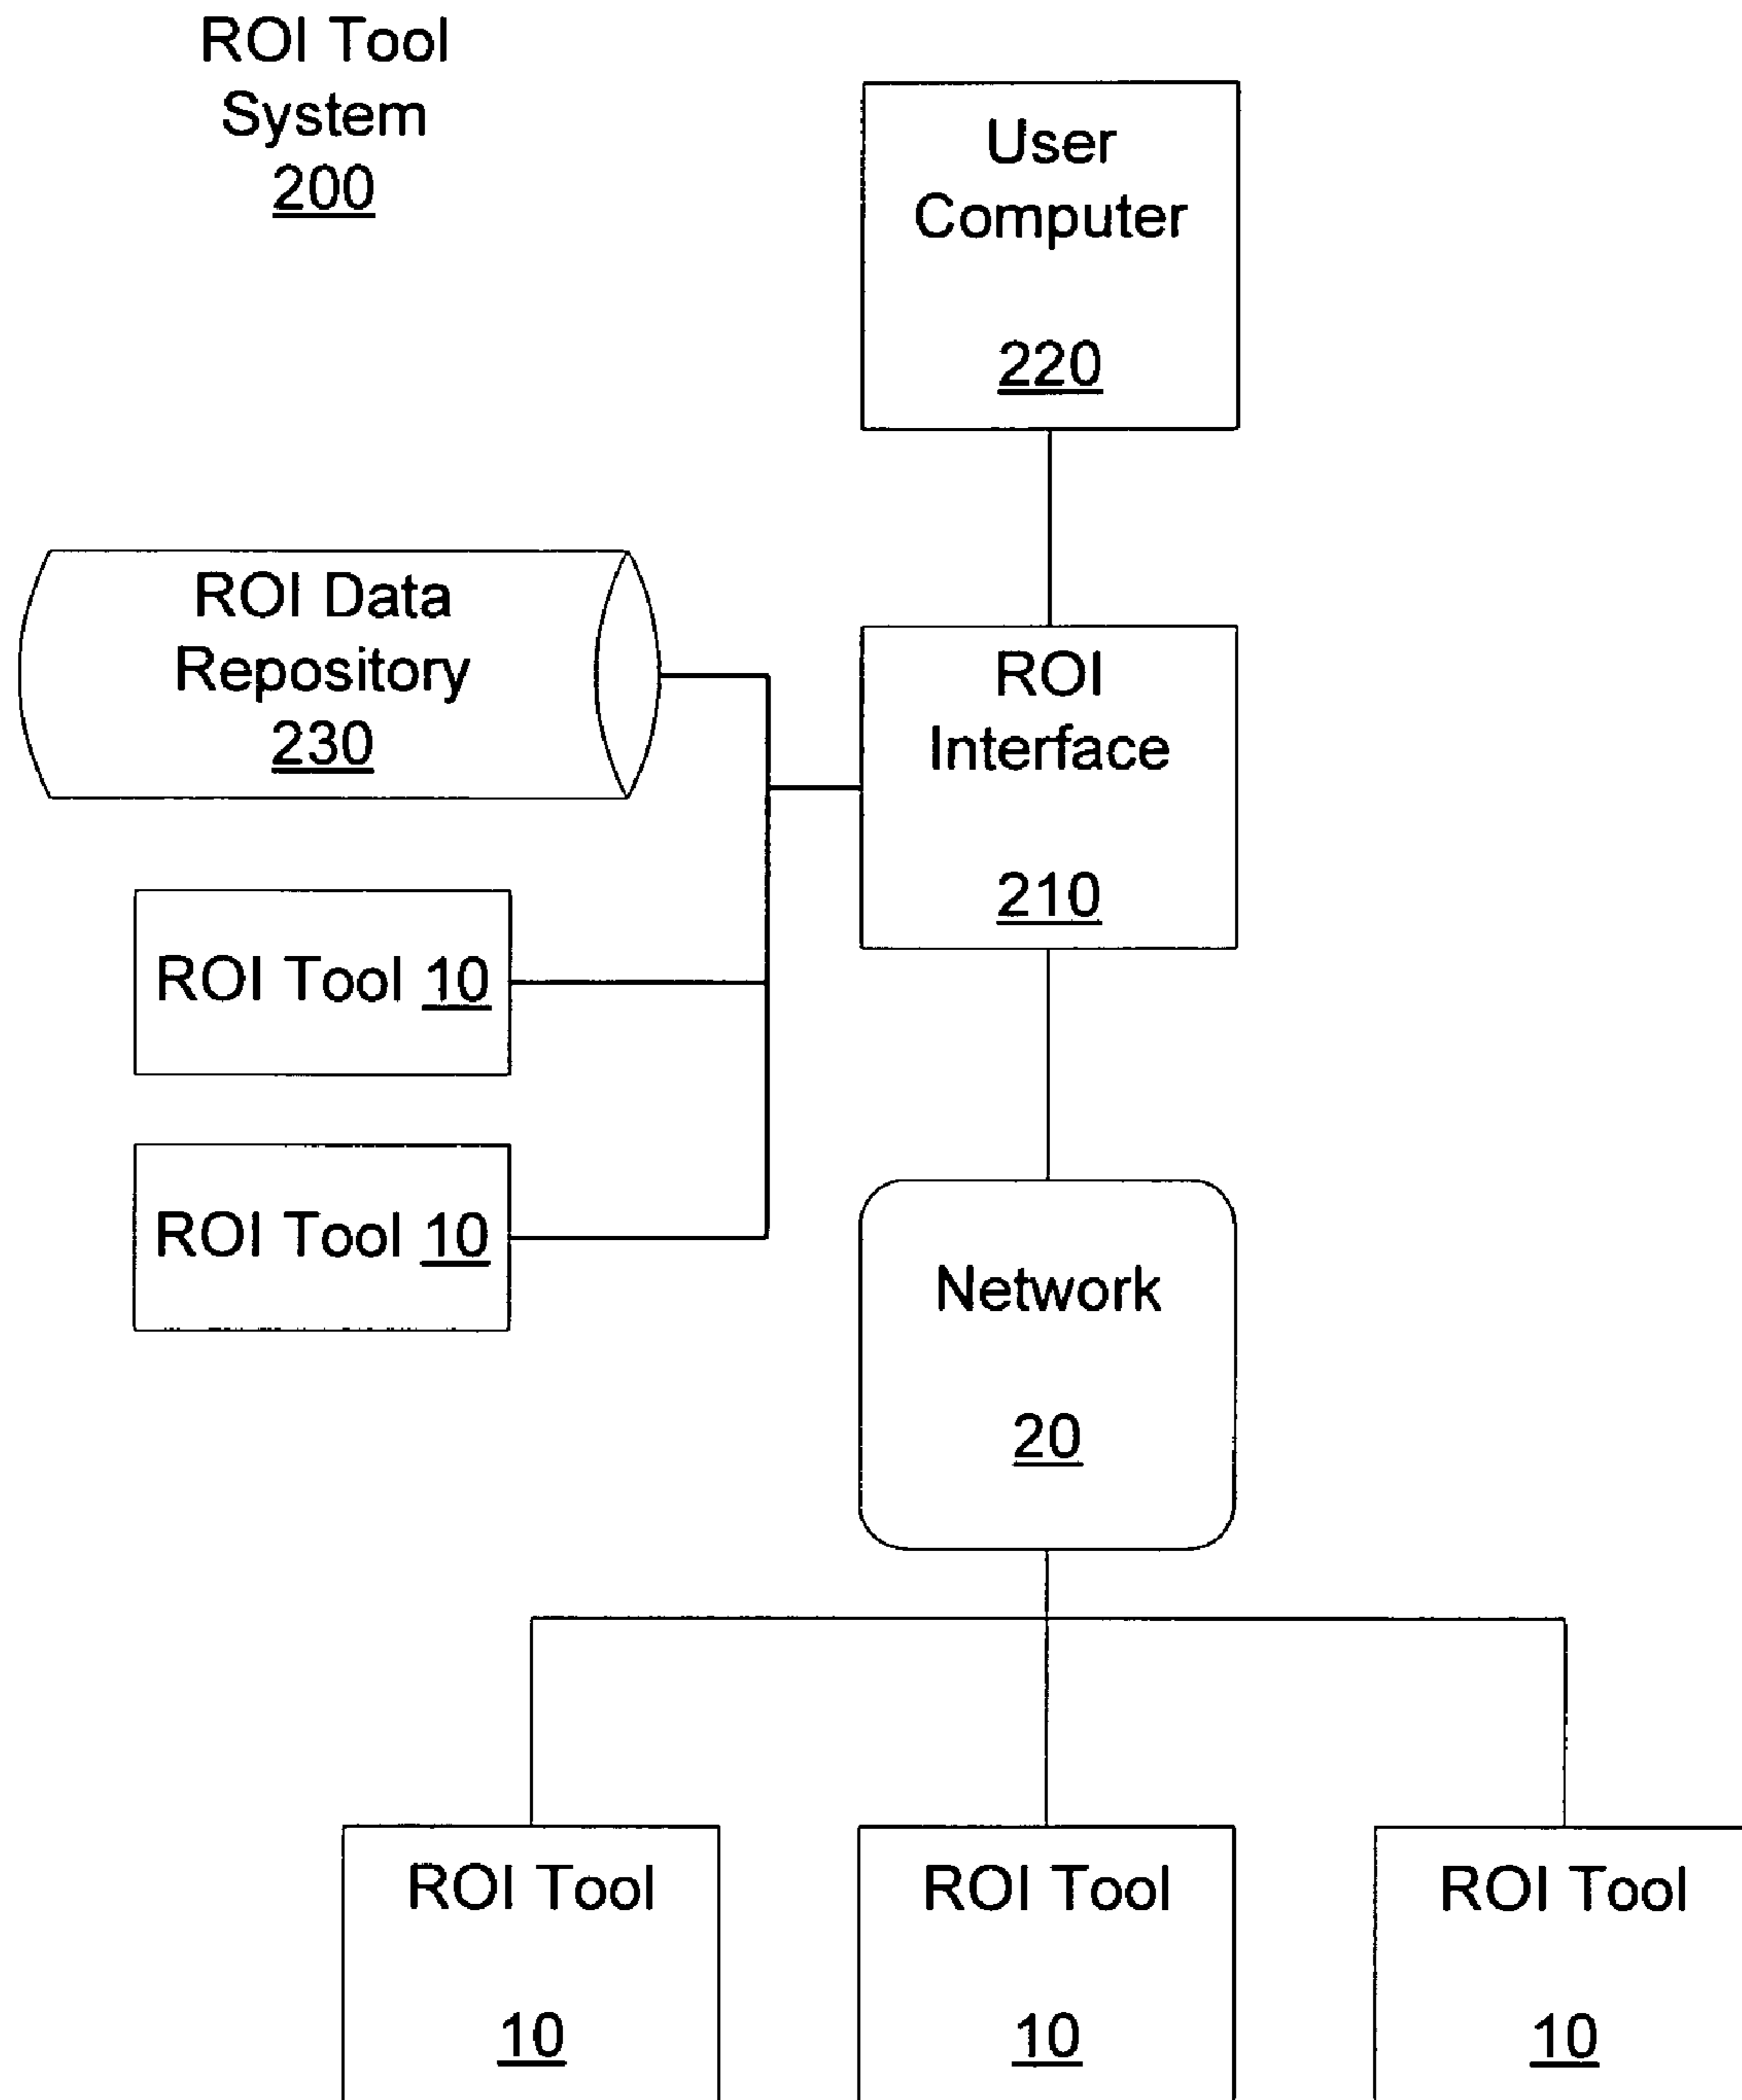 ROI Tool
System
200
User
Computer
220
ROI Data
Repository
230
ROI
Interface
210
ROI Tool 10
ROI Tool 10
Network
20
ROI Tool
10
ROI Tool
10
ROI Tool
10